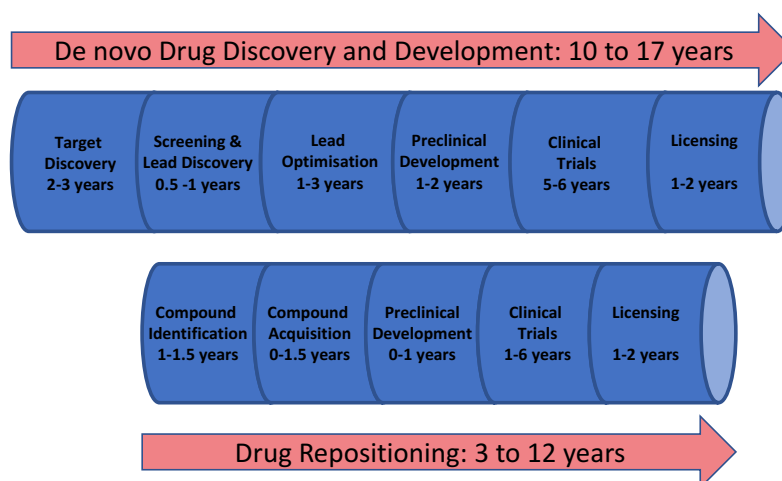 De novo Drug Discovery and Development: 10 to 17 years
Target
Discovery
2-3 years
Screening &
Lead Discovery
0.5 -1 years
Lead
Optimisation
1-3 years
Preclinical
Development
1-2 years
Clinical
Trials
5-6 years
Licensing
1-2 years
Compound
Identification
1-1.5 years
Compound
Acquisition
0-1.5 years
Preclinical
Development
0-1 years
Clinical
Trials
1-6 years
Licensing
1-2 years
Drug Repositioning: 3 to 12 years